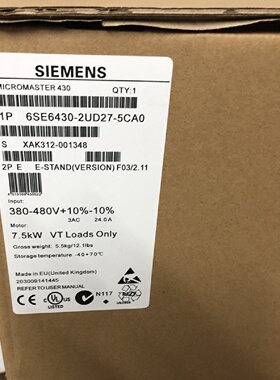 SIEMENS
MICROMASTER 430 QTY:1
1P 6SE6430-2UD27-5CA0
S XAK312-001348
2P E E-STAND(VERSION) F03/2.11
Input:
380-480V+10%-10%
3AC 24.0A
Motor:
7.5kW VT Loads Only
Gross weight: 5.5kg/12.1lbs
Storage temperature -40+70℃
Made in EU(United Kingdom)
203009141445
REFER TO USER MANUAL
N117